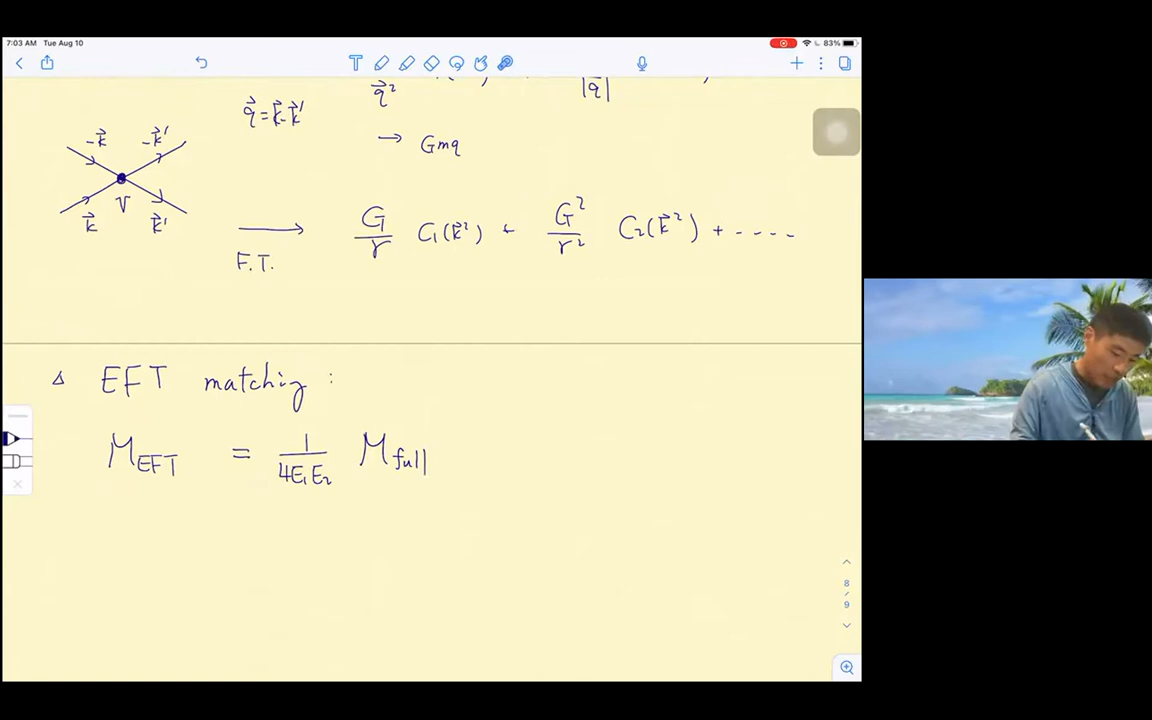 7:03 AM Tue Aug 10
83%
q⃗²
|q⃗|
q⃗ = k⃗-k⃗'
→ Gmq
-k⃗ -k⃗'
V
k⃗ k⃗'
⟶ G/r C₁(k⃗²) + G²/r² C₂(k⃗²) + ----
F.T.
△ EFT matching :
M_EFT = 1/(4E₁E₂) M_full
8
9